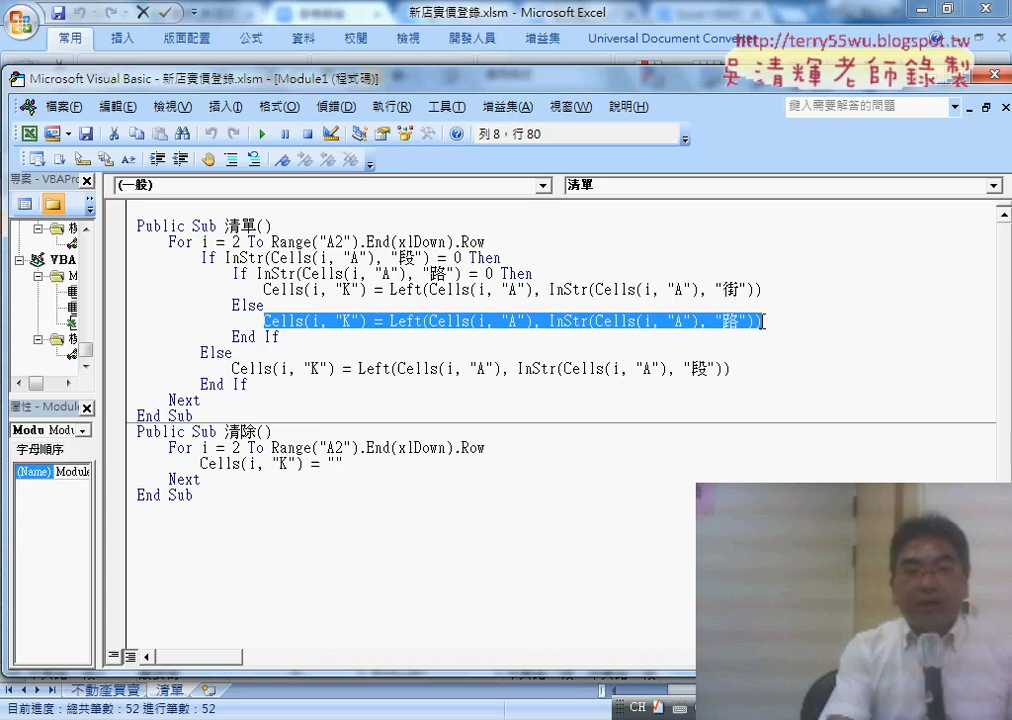 新店實價登錄.xlsm - Microsoft Excel
常用 插入 版面配置 公式 資料 校閱 檢視 開發人員 增益集 Universal Document Conve
http://terry55wu.blogspot.tw
吳清輝老師錄製
Microsoft Visual Basic - 新店實價登錄.xlsm - [Module1 (程式碼)]
檔案(F) 編輯(E) 檢視(V) 插入(I) 格式(O) 偵錯(D) 執行(R) 工具(T) 增益集(A) 視窗(W) 說明(H)
鍵入需要解答的問題
列 8,行 80
專案 - VBAPro
(一般)
清單
Public Sub 清單()
For i = 2 To Range("A2").End(xlDown).Row
If InStr(Cells(i, "A"), "段") = 0 Then
If InStr(Cells(i, "A"), "路") = 0 Then
Cells(i, "K") = Left(Cells(i, "A"), InStr(Cells(i, "A"), "街"))
Else
Cells(i, "K") = Left(Cells(i, "A"), InStr(Cells(i, "A"), "路"))
End If
Else
Cells(i, "K") = Left(Cells(i, "A"), InStr(Cells(i, "A"), "段"))
End If
Next
End Sub
Public Sub 清除()
For i = 2 To Range("A2").End(xlDown).Row
Cells(i, "K") = ""
Next
End Sub
VBA
屬性 - Modul
Modu Modu
字母順序
(Name) Module
不動產買賣 清單
目前進度:總共筆數:52 進行筆數:52
CH